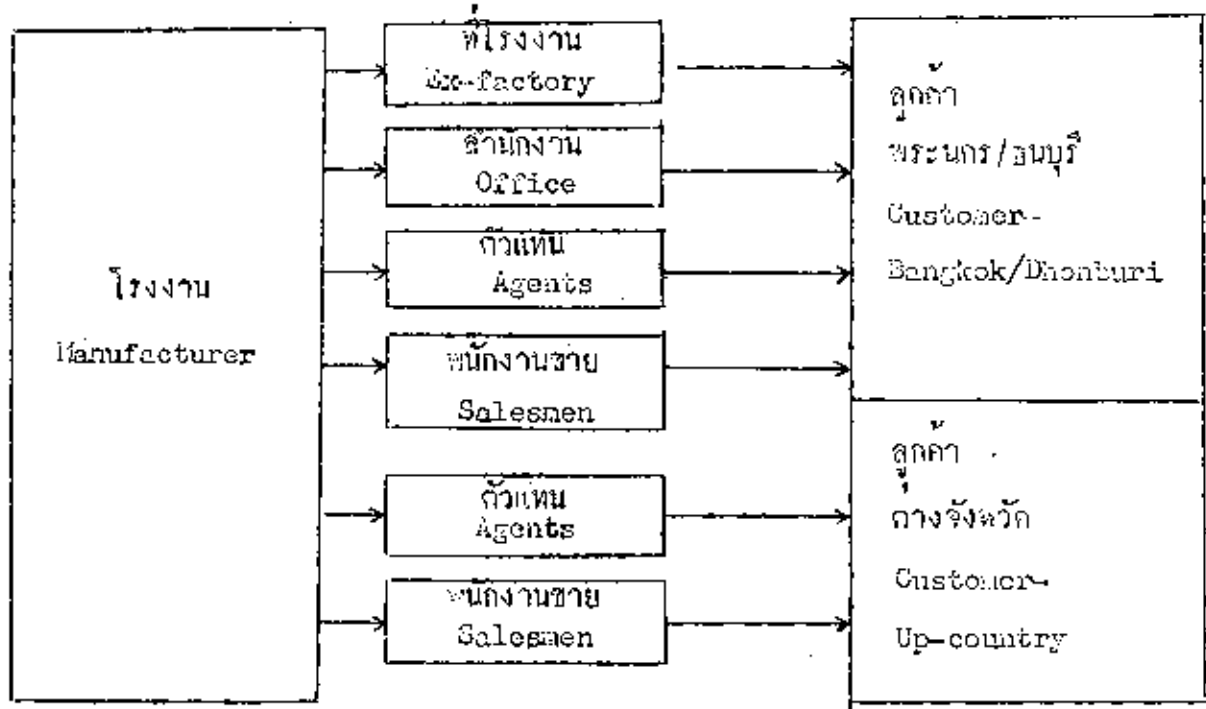 โรงงาน
Manufacturer
ที่โรงงาน
Ex-factory
สำนักงาน
Office
ตัวแทน
Agents
พนักงานขาย
Salesmen
ตัวแทน
Agents
พนักงานขาย
Salesmen
ลูกค้า
พระนคร/ธนบุรี
Customer-
Bangkok/Dhonburi
ลูกค้า
ต่างจังหวัด
Customer-
Up-country